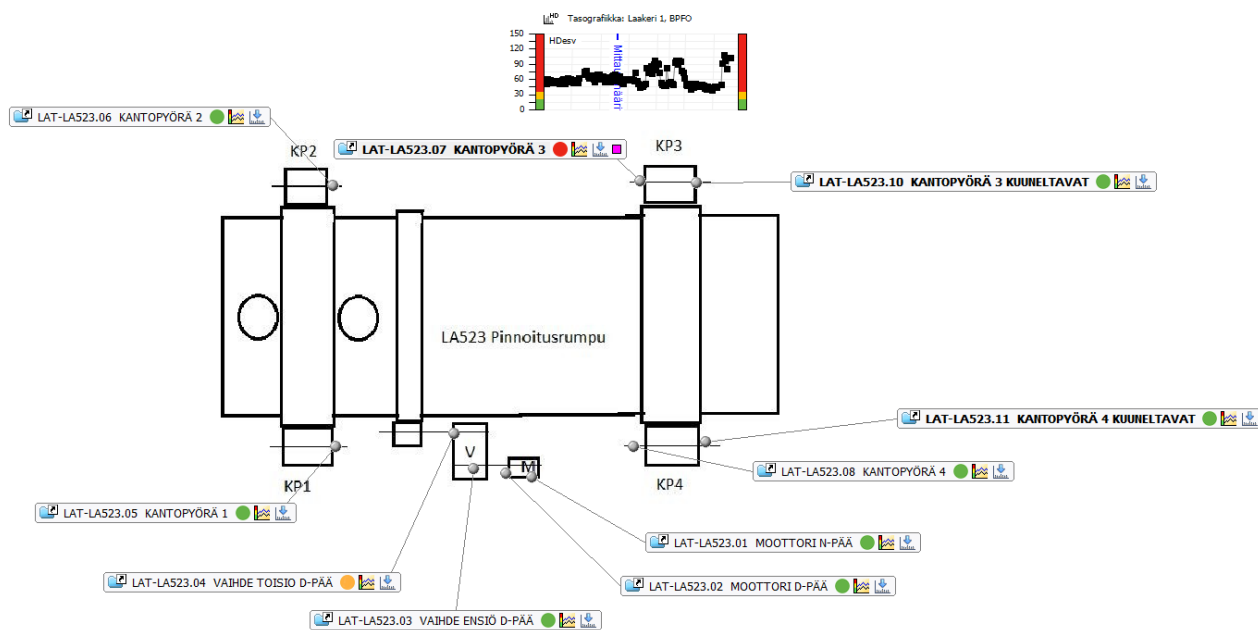 HD Tasografiikka: Laakeri 1, BPFO
150
120
90
60
30
0
HDesv
LAT-LA523.06 KANTOPYÖRÄ 2
KP2
LAT-LA523.07 KANTOPYÖRÄ 3
KP3
LAT-LA523.10 KANTOPYÖRÄ 3 KUUNELTAVAT
LA523 Pinnoitusrumpu
LAT-LA523.11 KANTOPYÖRÄ 4 KUUNELTAVAT
V
M
LAT-LA523.08 KANTOPYÖRÄ 4
KP1
KP4
LAT-LA523.05 KANTOPYÖRÄ 1
LAT-LA523.01 MOOTTORI N-PÄÄ
LAT-LA523.04 VAIHDE TOISIO D-PÄÄ
LAT-LA523.02 MOOTTORI D-PÄÄ
LAT-LA523.03 VAIHDE ENSIÖ D-PÄÄ